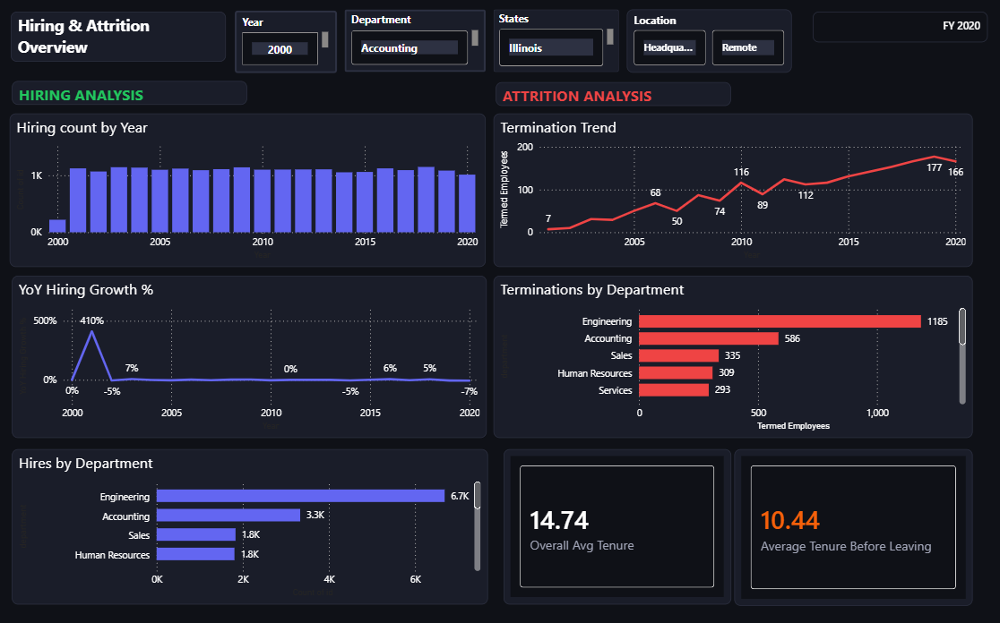 Hiring & Attrition
Overview
Year
2000
Department
Accounting
States
Illinois
Location
Headqua...
Remote
FY 2020
HIRING ANALYSIS
ATTRITION ANALYSIS
Hiring count by Year
1K
0K
2000
2005
2010
2015
2020
Year
Termination Trend
Termed Employees
200
100
0
7
68
50
74
116
89
112
177
166
2005
2010
2015
2020
Year
YoY Hiring Growth %
500%
0%
410%
0%
-5%
7%
0%
-5%
6%
5%
-7%
2000
2005
2010
2015
2020
Terminations by Department
Engineering
1185
Accounting
586
Sales
335
Human Resources
309
Services
293
0
500
1,000
Termed Employees
Hires by Department
Engineering
6.7K
Accounting
3.3K
Sales
1.8K
Human Resources
1.8K
0K
2K
4K
6K
14.74
Overall Avg Tenure
10.44
Average Tenure Before Leaving